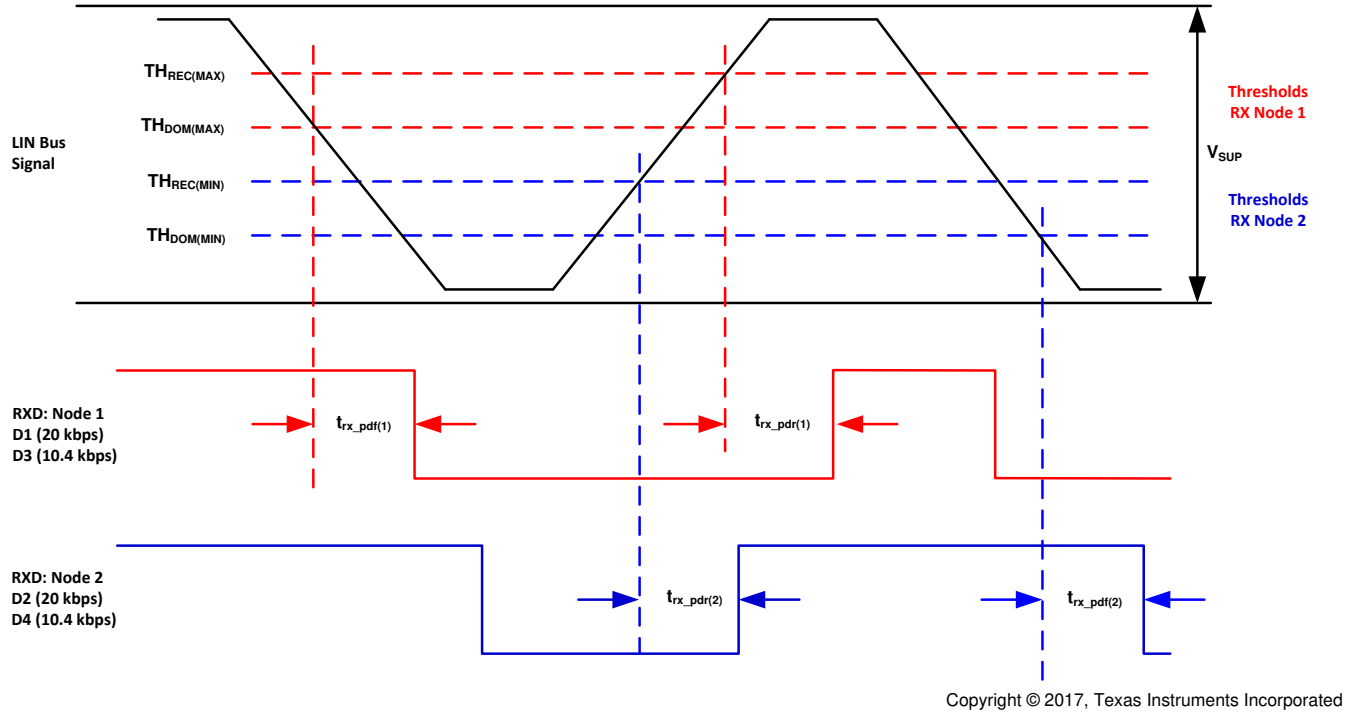 TH_REC(MAX)
TH_DOM(MAX)
TH_REC(MIN)
TH_DOM(MIN)
LIN Bus
Signal
Thresholds
RX Node 1
V_SUP
Thresholds
RX Node 2
RXD: Node 1
D1 (20 kbps)
D3 (10.4 kbps)
t_rx_pdf(1)
t_rx_pdr(1)
RXD: Node 2
D2 (20 kbps)
D4 (10.4 kbps)
t_rx_pdr(2)
t_rx_pdf(2)
Copyright © 2017, Texas Instruments Incorporated